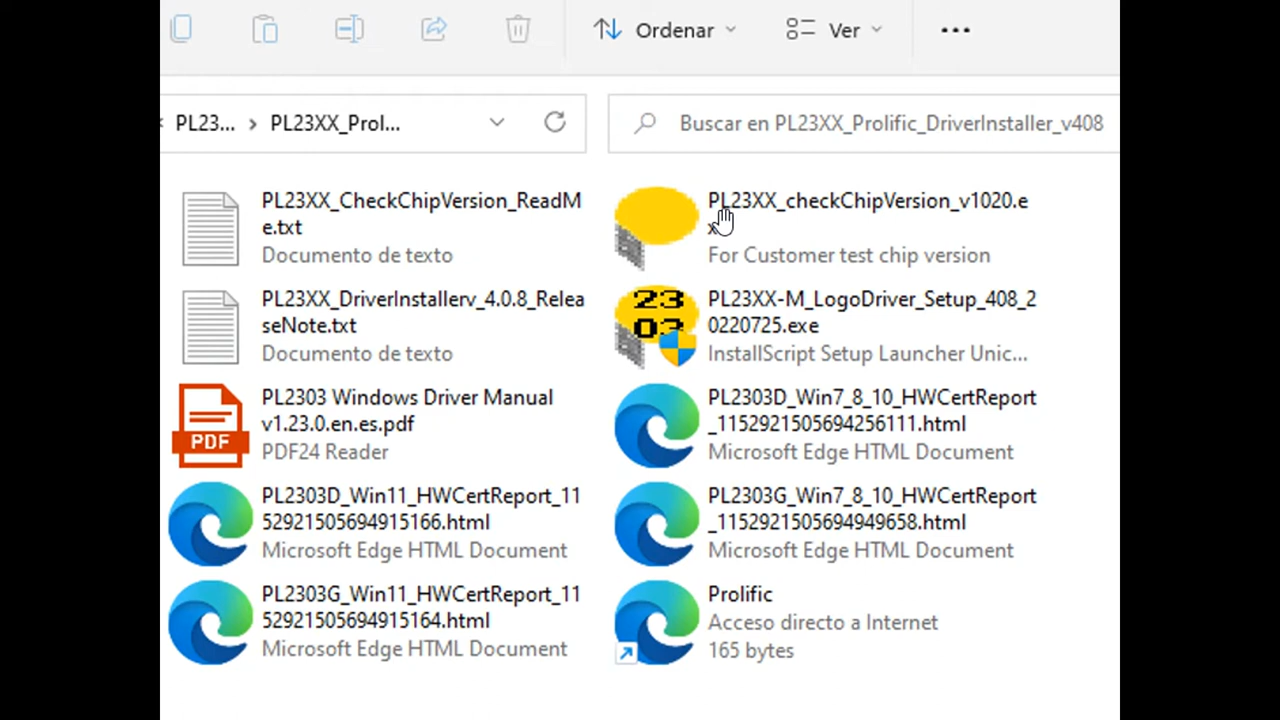 Ordenar
Ver
PL23...
PL23XX_Prol...
Buscar en PL23XX_Prolific_DriverInstaller_v408
PL23XX_CheckChipVersion_ReadM
e.txt
Documento de texto
PL23XX_checkChipVersion_v1020.e
x
For Customer test chip version
PL23XX_DriverInstallerv_4.0.8_Relea
seNote.txt
Documento de texto
23
03
PL23XX-M_LogoDriver_Setup_408_2
0220725.exe
InstallScript Setup Launcher Unic...
PDF
PL2303 Windows Driver Manual
v1.23.0.en.es.pdf
PDF24 Reader
PL2303D_Win7_8_10_HWCertReport
_1152921505694256111.html
Microsoft Edge HTML Document
PL2303D_Win11_HWCertReport_11
52921505694915166.html
Microsoft Edge HTML Document
PL2303G_Win7_8_10_HWCertReport
_1152921505694949658.html
Microsoft Edge HTML Document
PL2303G_Win11_HWCertReport_11
52921505694915164.html
Microsoft Edge HTML Document
Prolific
Acceso directo a Internet
165 bytes